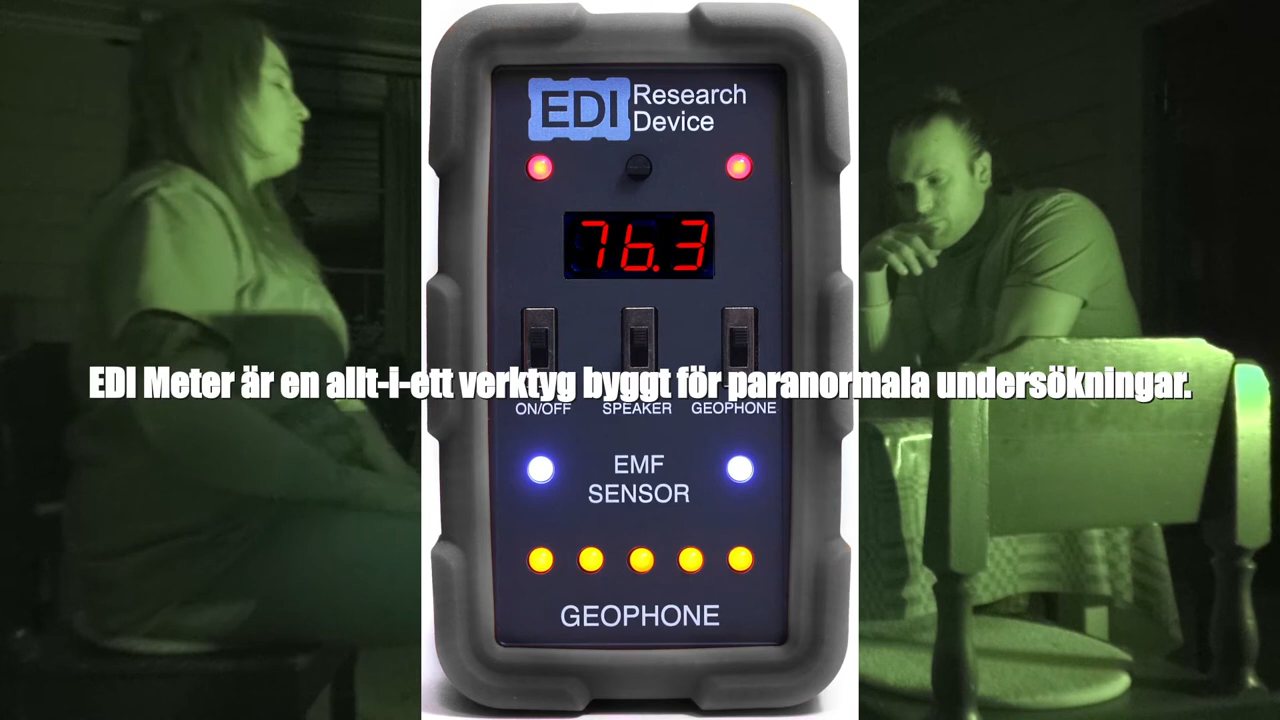 EDI
Research
Device
76.3
EDI Meter är en allt-i-ett verktyg byggt för paranormala undersökningar.
ON/OFF SPEAKER GEOPHONE
EMF
SENSOR
GEOPHONE